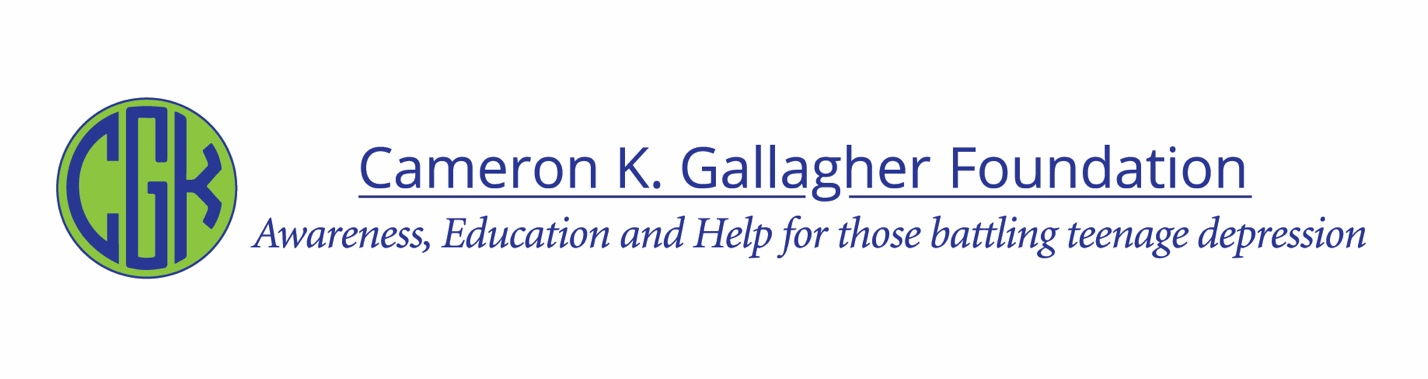 CGK
Cameron K. Gallagher Foundation
Awareness, Education and Help for those battling teenage depression